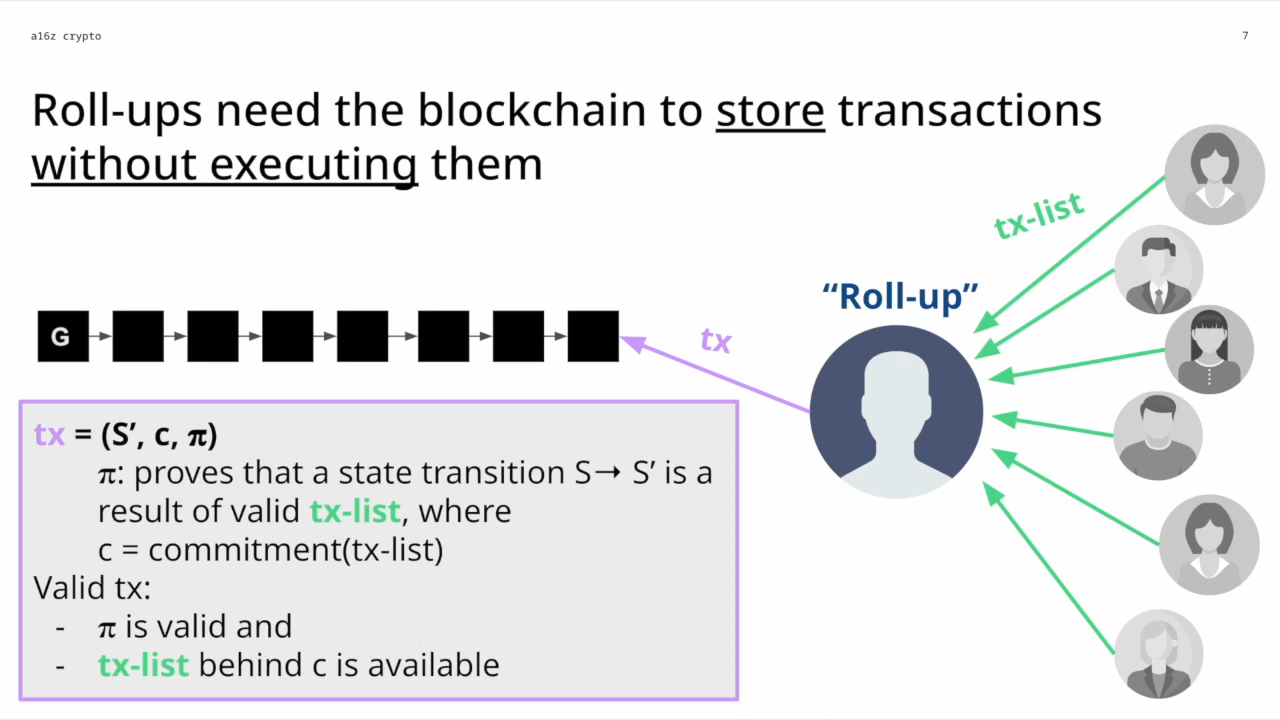 a16z crypto
7
Roll-ups need the blockchain to store transactions
without executing them
tx-list
“Roll-up”
G
tx
tx = (S’, c, π)
π: proves that a state transition S→ S’ is a
result of valid tx-list, where
c = commitment(tx-list)
Valid tx:
- π is valid and
- tx-list behind c is available